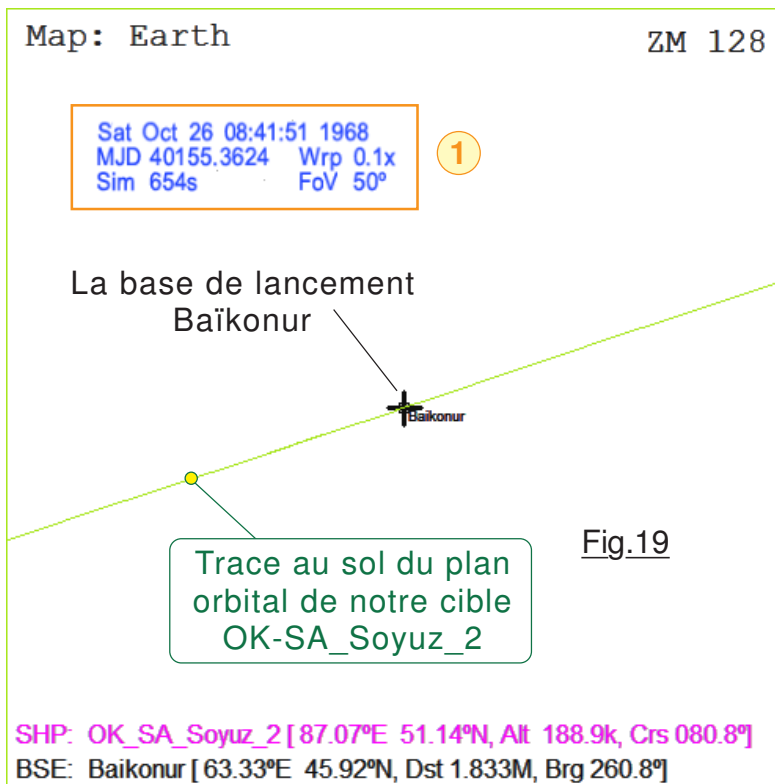 Map: Earth
ZM 128
Sat Oct 26 08:41:51 1968
MJD 40155.3624 Wrp 0.1x
Sim 654s FoV 50º
1
La base de lancement
Baïkonur
Baikonur
Trace au sol du plan
orbital de notre cible
OK-SA_Soyuz_2
Fig.19
SHP: OK_SA_Soyuz_2 [ 87.07ºE 51.14ºN, Alt 188.9k, Crs 080.8º]
BSE: Baikonur [ 63.33ºE 45.92ºN, Dst 1.833M, Brg 260.8º]